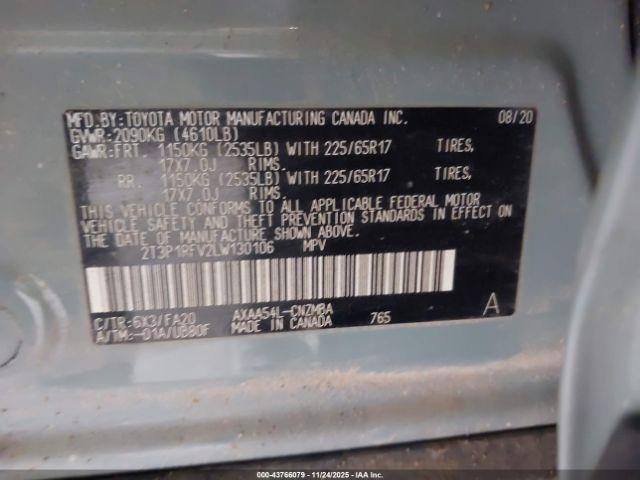 MFD.BY:TOYOTA MOTOR MANUFACTURING CANADA INC. 08/20
GVWR:2090KG (4610LB)
GAWR:FRT. 1150KG (2535LB) WITH 225/65R17 TIRES,
17X7.0J RIMS.
RR. 1150KG (2535LB) WITH 225/65R17 TIRES,
17X7.0J RIMS.
THIS VEHICLE CONFORMS TO ALL APPLICABLE FEDERAL MOTOR
VEHICLE SAFETY AND THEFT PREVENTION STANDARDS IN EFFECT ON
THE DATE OF MANUFACTURE SHOWN ABOVE.
2T3P1RFV2LW130106 MPV
C/TR:6X3/FA20 AXAA54L-CNZMBA 765 A
A/TM:-01A/UB80F MADE IN CANADA
000-43766079 - 11/24/2025 - IAA Inc.